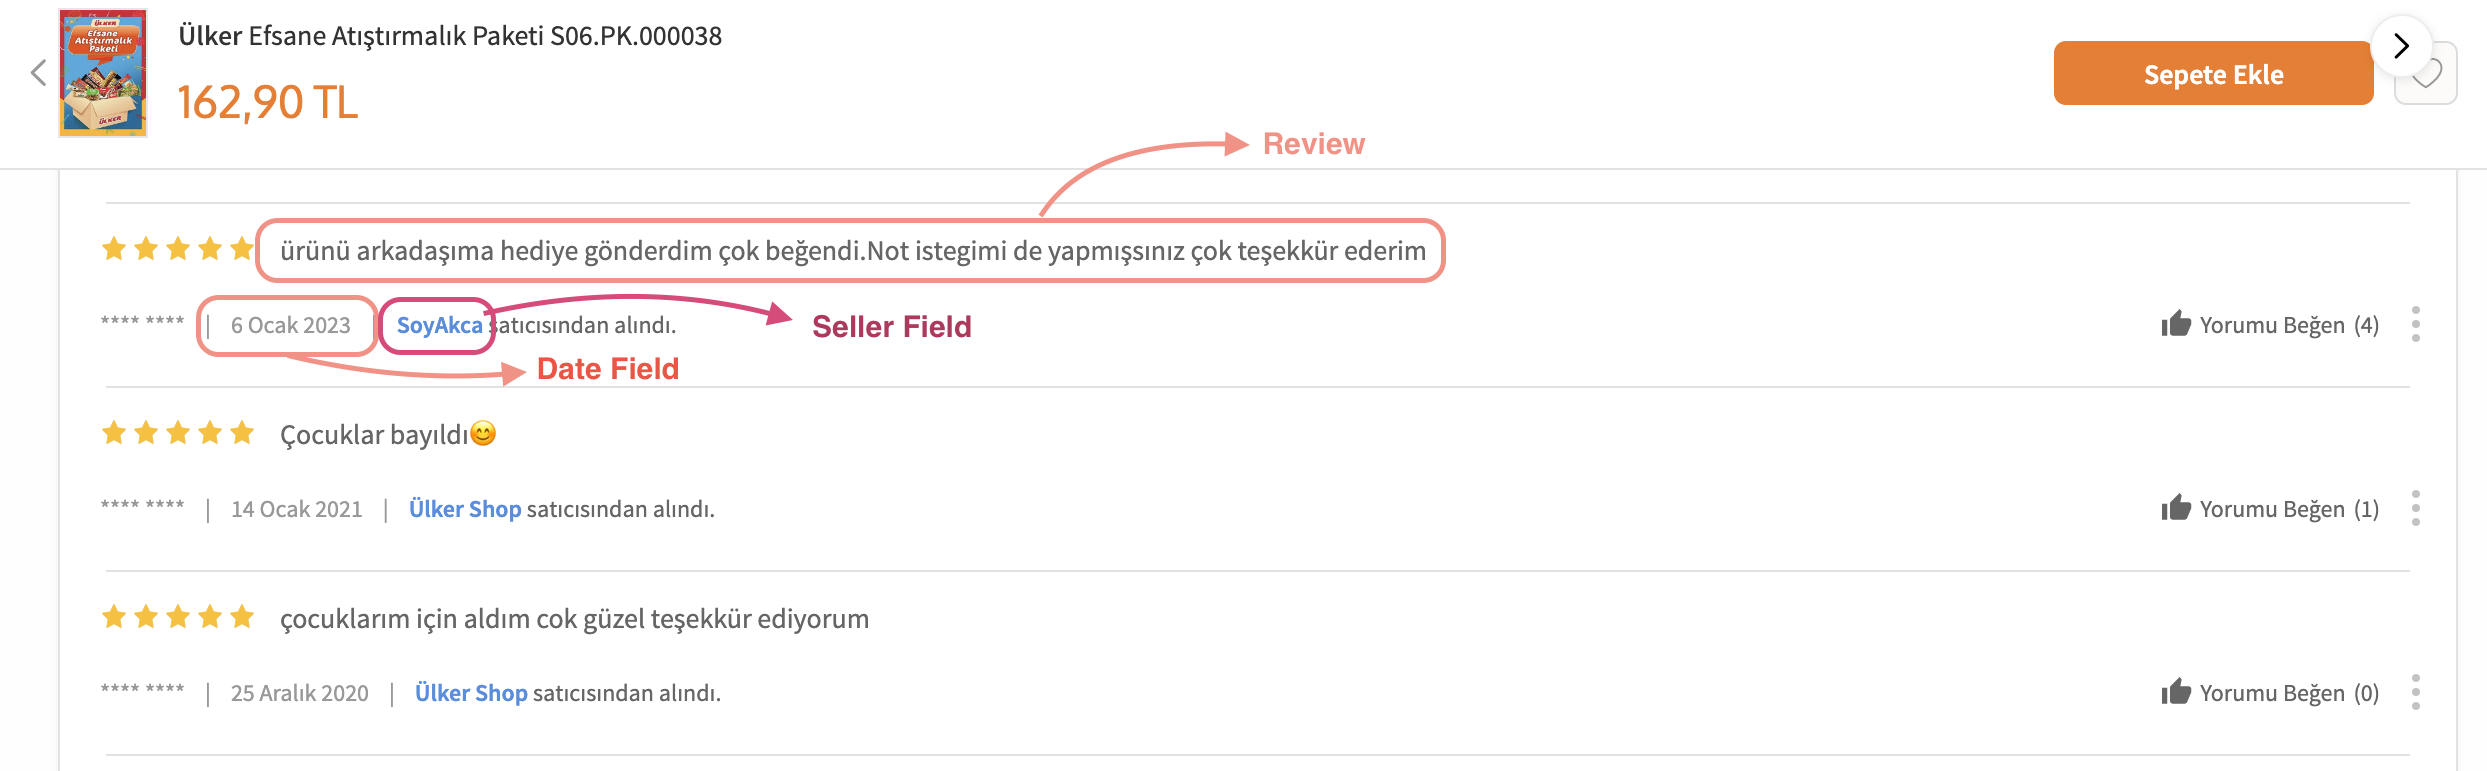 Ülker Efsane Atıştırmalık Paketi S06.PK.000038
ÜLKER
Efsane
Atıştırmalık
Paketi
ÜLKER
162,90 TL
Sepete Ekle
Review
ürünü arkadaşıma hediye gönderdim çok beğendi.Not istegimi de yapmışsınız çok teşekkür ederim
**** **** | 6 Ocak 2023 | SoyAkca satıcısından alındı.
Seller Field
Yorumu Beğen (4)
Date Field
Çocuklar bayıldı😊
**** **** | 14 Ocak 2021 | Ülker Shop satıcısından alındı.
Yorumu Beğen (1)
çocuklarım için aldım cok güzel teşekkür ediyorum
**** **** | 25 Aralık 2020 | Ülker Shop satıcısından alındı.
Yorumu Beğen (0)